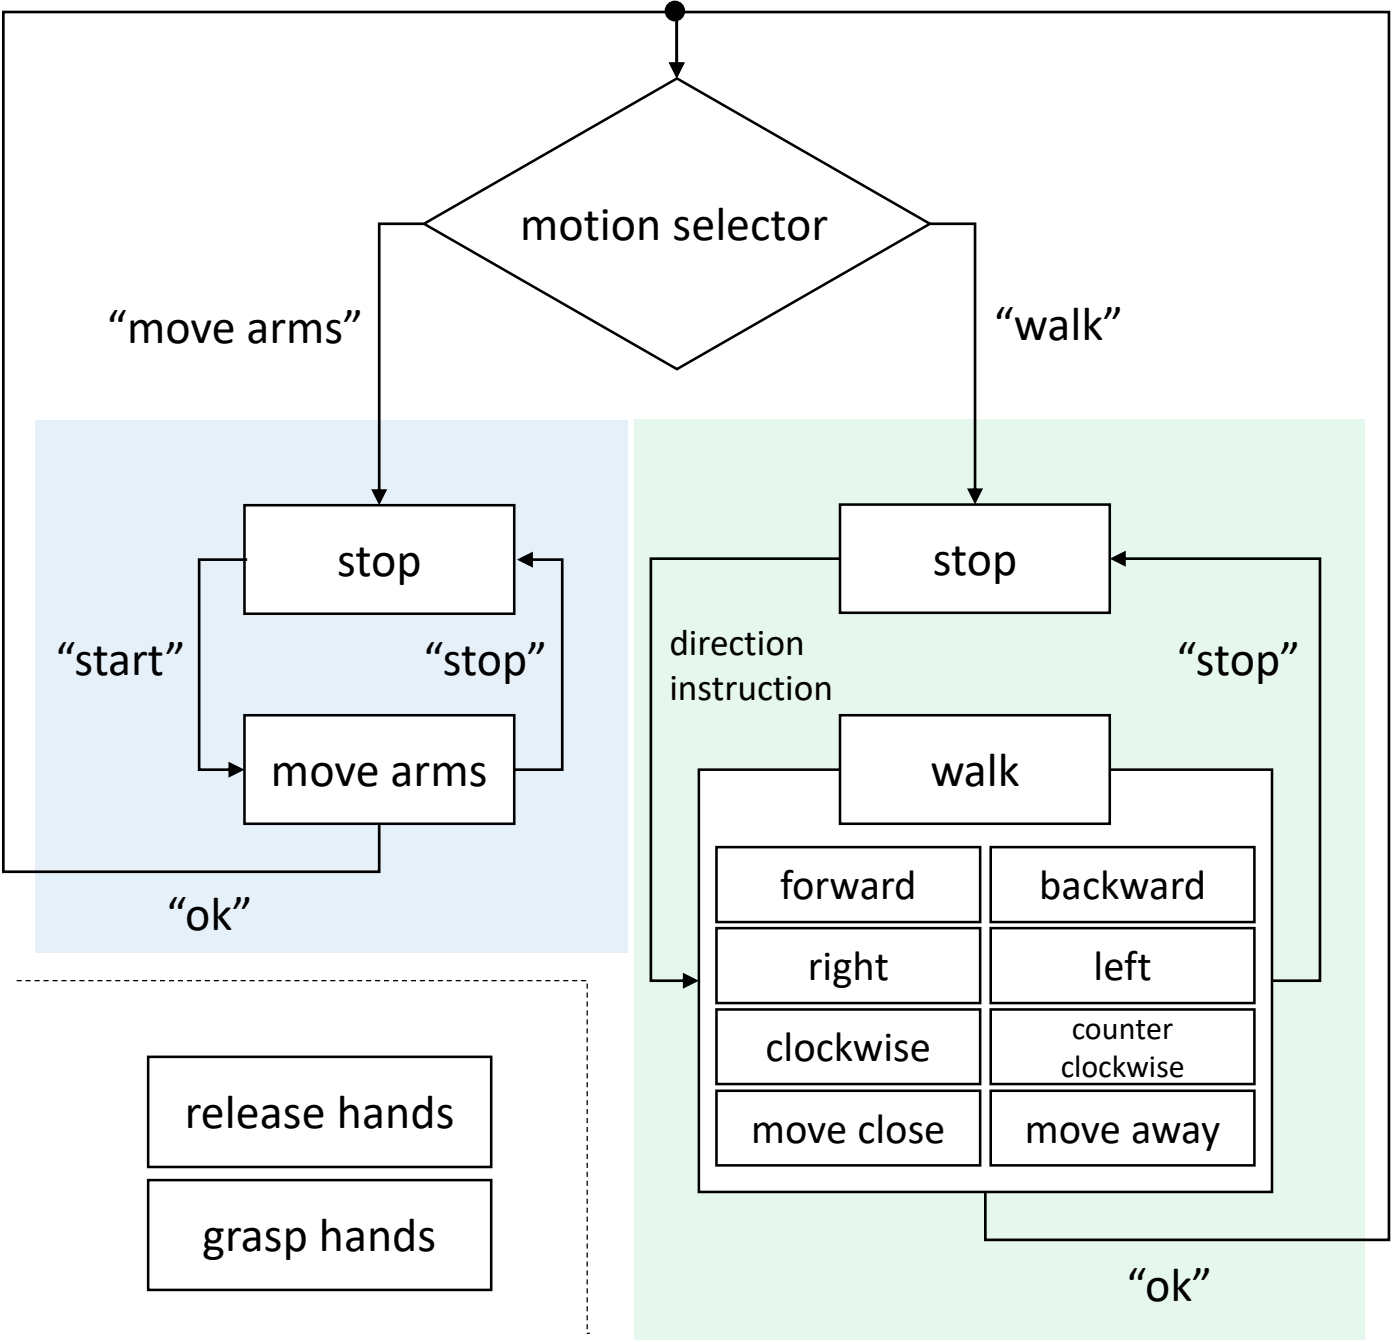 motion selector
“move arms”
“walk”
stop
stop
“start”
“stop”
direction
instruction
“stop”
move arms
walk
forward
backward
“ok”
right
left
clockwise
counter
clockwise
move close
move away
release hands
grasp hands
“ok”